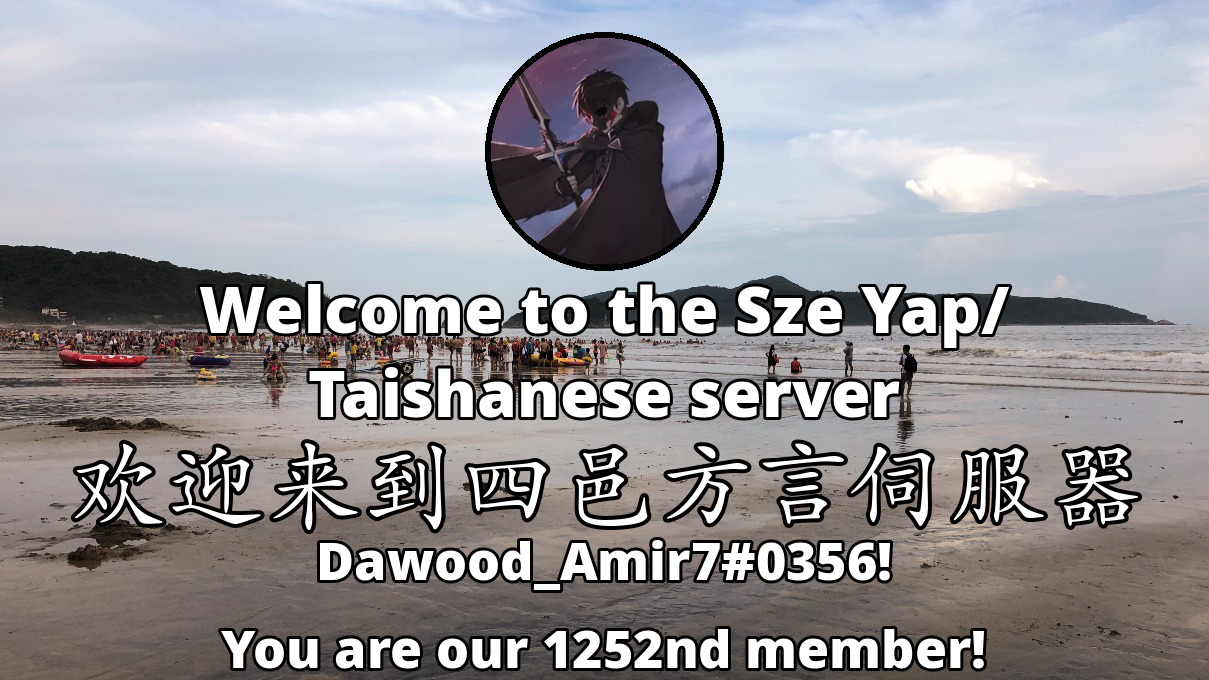 Welcome to the Sze Yap/
Taishanese server
欢迎来到四邑方言伺服器
Dawood_Amir7#0356!
You are our 1252nd member!